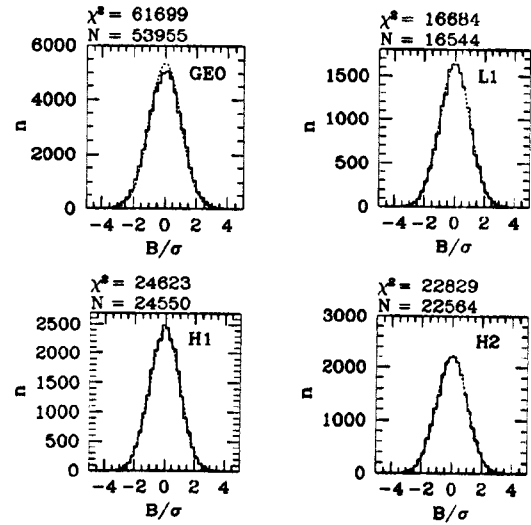 χ² = 61699
N = 53955
6000
4000
2000
0
n
GEO
-4 -2 0 2 4
B/σ
χ² = 16684
N = 16544
1500
1000
500
0
n
L1
-4 -2 0 2 4
B/σ
χ² = 24623
N = 24550
2500
2000
1500
1000
500
0
n
H1
-4 -2 0 2 4
B/σ
χ² = 22829
N = 22564
3000
2000
1000
0
n
H2
-4 -2 0 2 4
B/σ